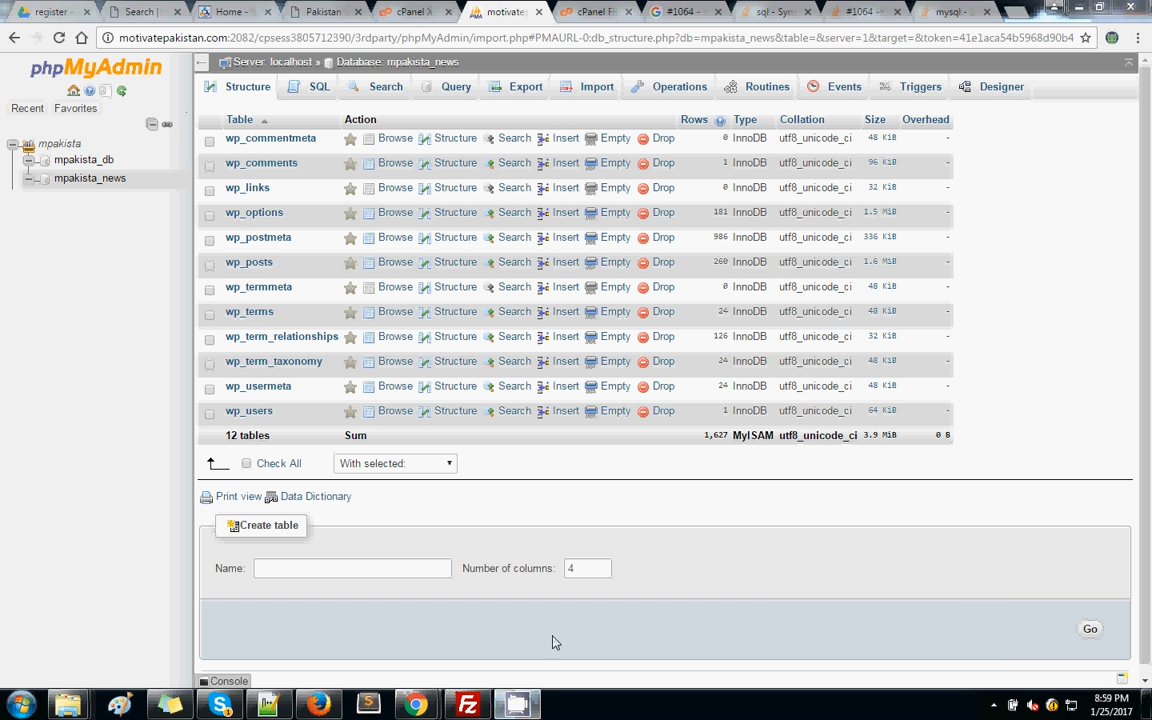 register - Search | Home - Pakistan cPanel X motivate cPanel F #1064 - sql - Syn #1064 - mysql -
motivatepakistan.com:2082/cpsess3805712390/3rdparty/phpMyAdmin/import.php#PMAURL-0:db_structure.php?db=mpakista_news&table=&server=1&target=&token=41e1aca54b5968d90b4
phpMyAdmin
Recent Favorites
mpakista
mpakista_db
mpakista_news
Server: localhost » Database: mpakista_news
Structure SQL Search Query Export Import Operations Routines Events Triggers Designer
Table Action Rows Type Collation Size Overhead
wp_commentmeta Browse Structure Search Insert Empty Drop 0 InnoDB utf8_unicode_ci 48 KiB -
wp_comments Browse Structure Search Insert Empty Drop 1 InnoDB utf8_unicode_ci 96 KiB -
wp_links Browse Structure Search Insert Empty Drop 0 InnoDB utf8_unicode_ci 32 KiB -
wp_options Browse Structure Search Insert Empty Drop 181 InnoDB utf8_unicode_ci 1.5 MiB -
wp_postmeta Browse Structure Search Insert Empty Drop 986 InnoDB utf8_unicode_ci 336 KiB -
wp_posts Browse Structure Search Insert Empty Drop 260 InnoDB utf8_unicode_ci 1.6 MiB -
wp_termmeta Browse Structure Search Insert Empty Drop 0 InnoDB utf8_unicode_ci 48 KiB -
wp_terms Browse Structure Search Insert Empty Drop 24 InnoDB utf8_unicode_ci 48 KiB -
wp_term_relationships Browse Structure Search Insert Empty Drop 126 InnoDB utf8_unicode_ci 32 KiB -
wp_term_taxonomy Browse Structure Search Insert Empty Drop 24 InnoDB utf8_unicode_ci 48 KiB -
wp_usermeta Browse Structure Search Insert Empty Drop 24 InnoDB utf8_unicode_ci 48 KiB -
wp_users Browse Structure Search Insert Empty Drop 1 InnoDB utf8_unicode_ci 64 KiB -
12 tables Sum 1,627 MyISAM utf8_unicode_ci 3.9 MiB 0 B
Check All With selected:
Print view Data Dictionary
Create table
Name: Number of columns: 4
Go
Console
8:59 PM
1/25/2017